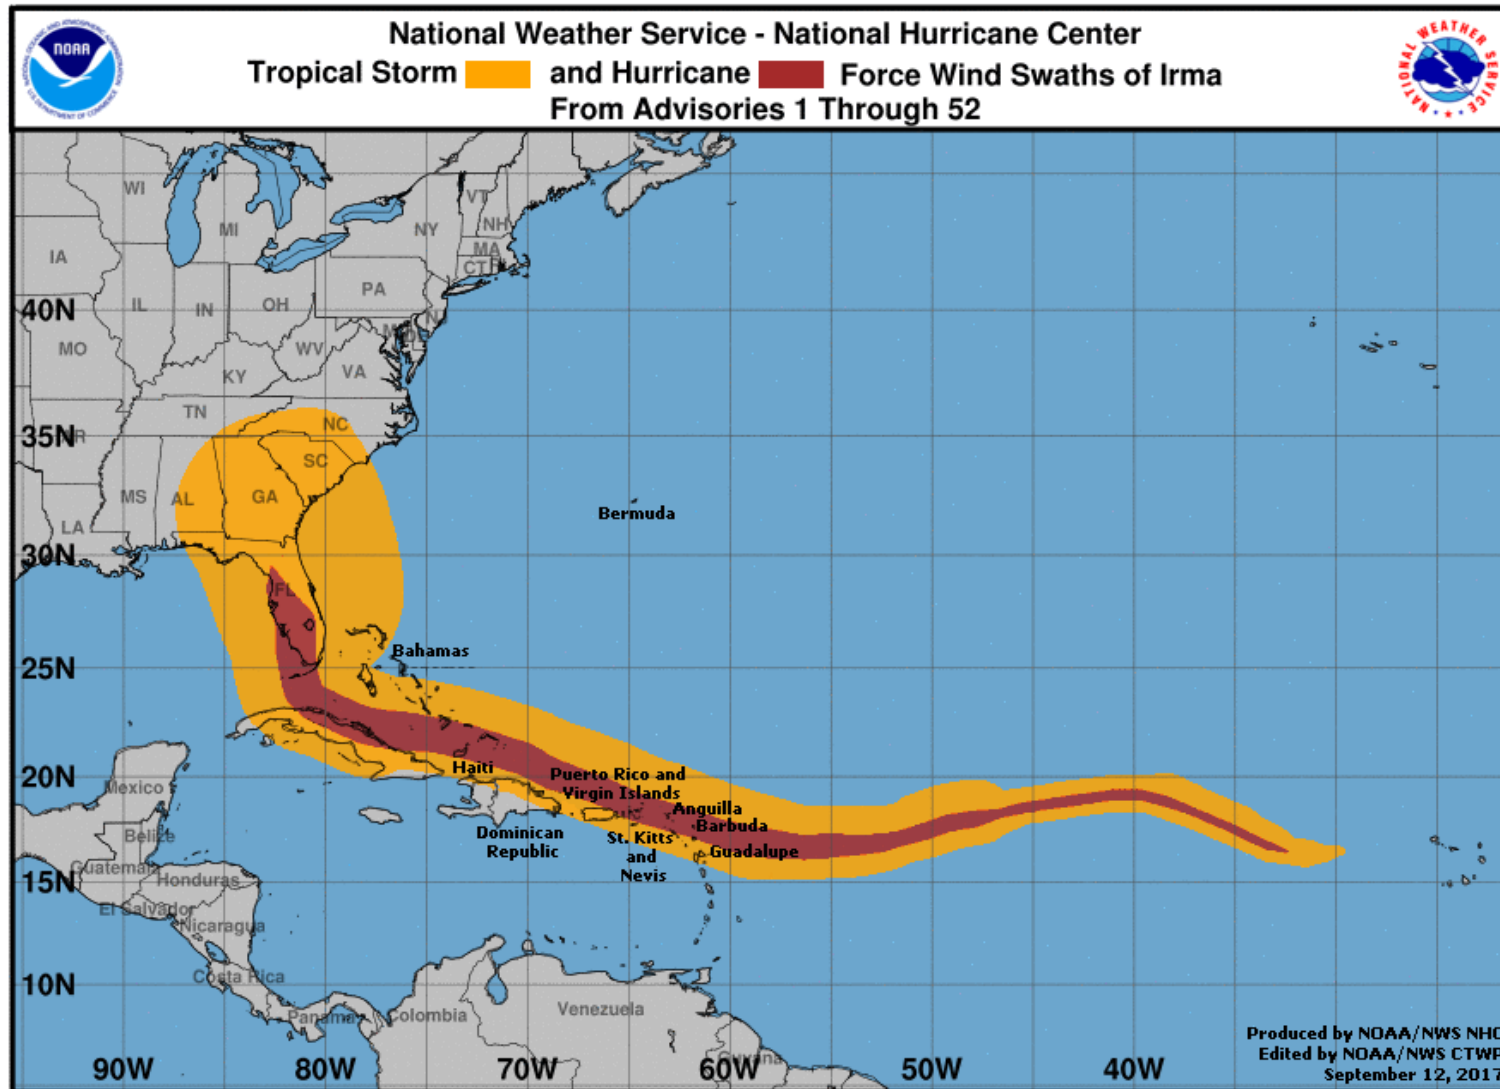 National Weather Service - National Hurricane Center
Tropical Storm and Hurricane Force Wind Swaths of Irma
From Advisories 1 Through 52
NOAA
NATIONAL WEATHER SERVICE
WI
MI
VT
NH
NY
MA
CT
IA
PA
IL
IN
OH
40N
MO
WV
VA
KY
TN
NC
35N
SC
MS
AL
GA
LA
Bermuda
30N
FL
Bahamas
25N
Haiti
Puerto Rico and
Virgin Islands
20N
Mexico
Anguilla
Barbuda
Dominican
Republic
St. Kitts
and
Nevis
Guadalupe
Belize
Guatemala
15N
Honduras
El Salvador
Nicaragua
Costa Rica
10N
Panama
Colombia
Venezuela
Guyana
90W
80W
70W
60W
50W
40W
Produced by NOAA/NWS NHC
Edited by NOAA/NWS CTWP
September 12, 2017